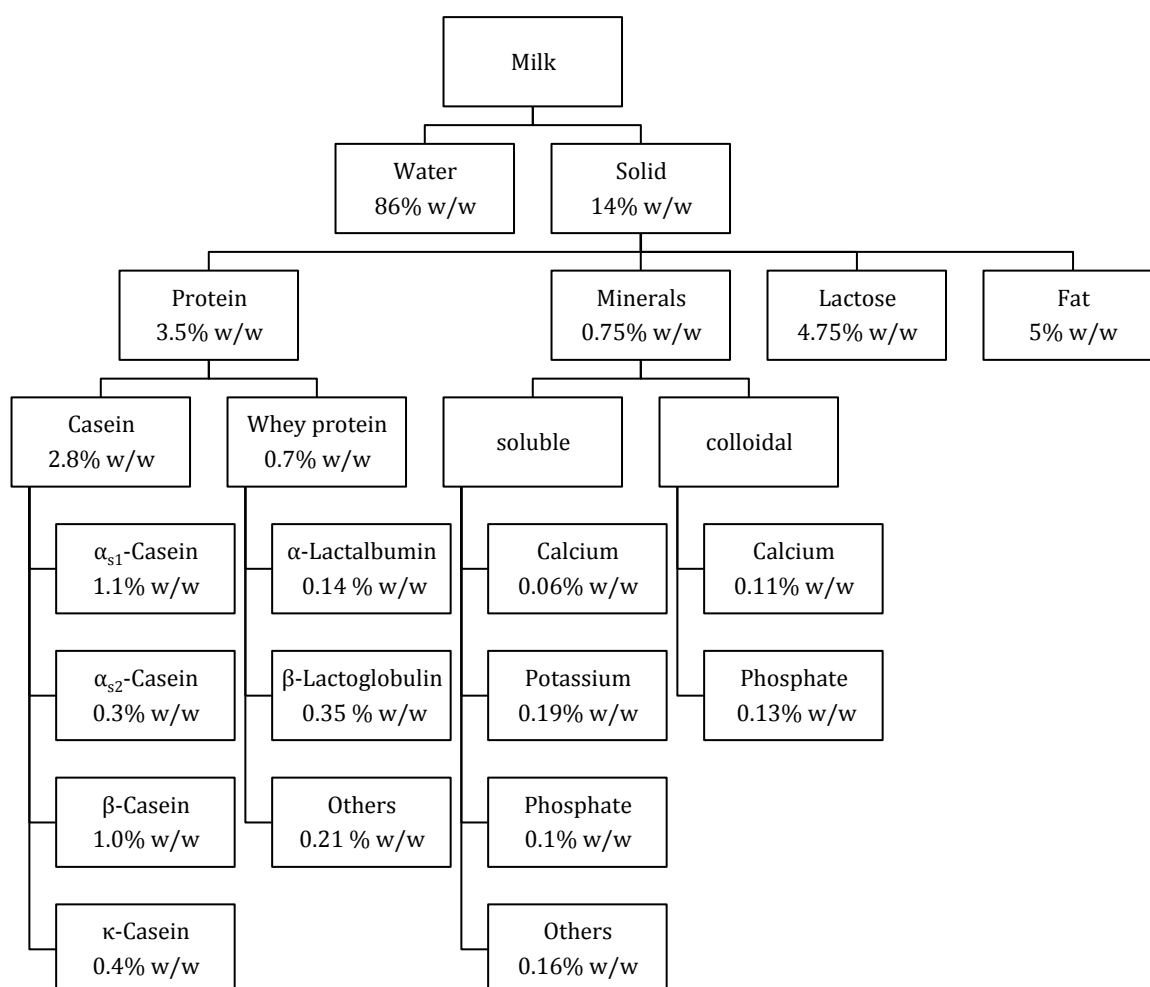 Milk
Water
86% w/w
Solid
14% w/w
Protein
3.5% w/w
Minerals
0.75% w/w
Lactose
4.75% w/w
Fat
5% w/w
Casein
2.8% w/w
Whey protein
0.7% w/w
soluble
colloidal
αs1-Casein
1.1% w/w
α-Lactalbumin
0.14 % w/w
Calcium
0.06% w/w
Calcium
0.11% w/w
αs2-Casein
0.3% w/w
β-Lactoglobulin
0.35 % w/w
Potassium
0.19% w/w
Phosphate
0.13% w/w
β-Casein
1.0% w/w
Others
0.21 % w/w
Phosphate
0.1% w/w
κ-Casein
0.4% w/w
Others
0.16% w/w